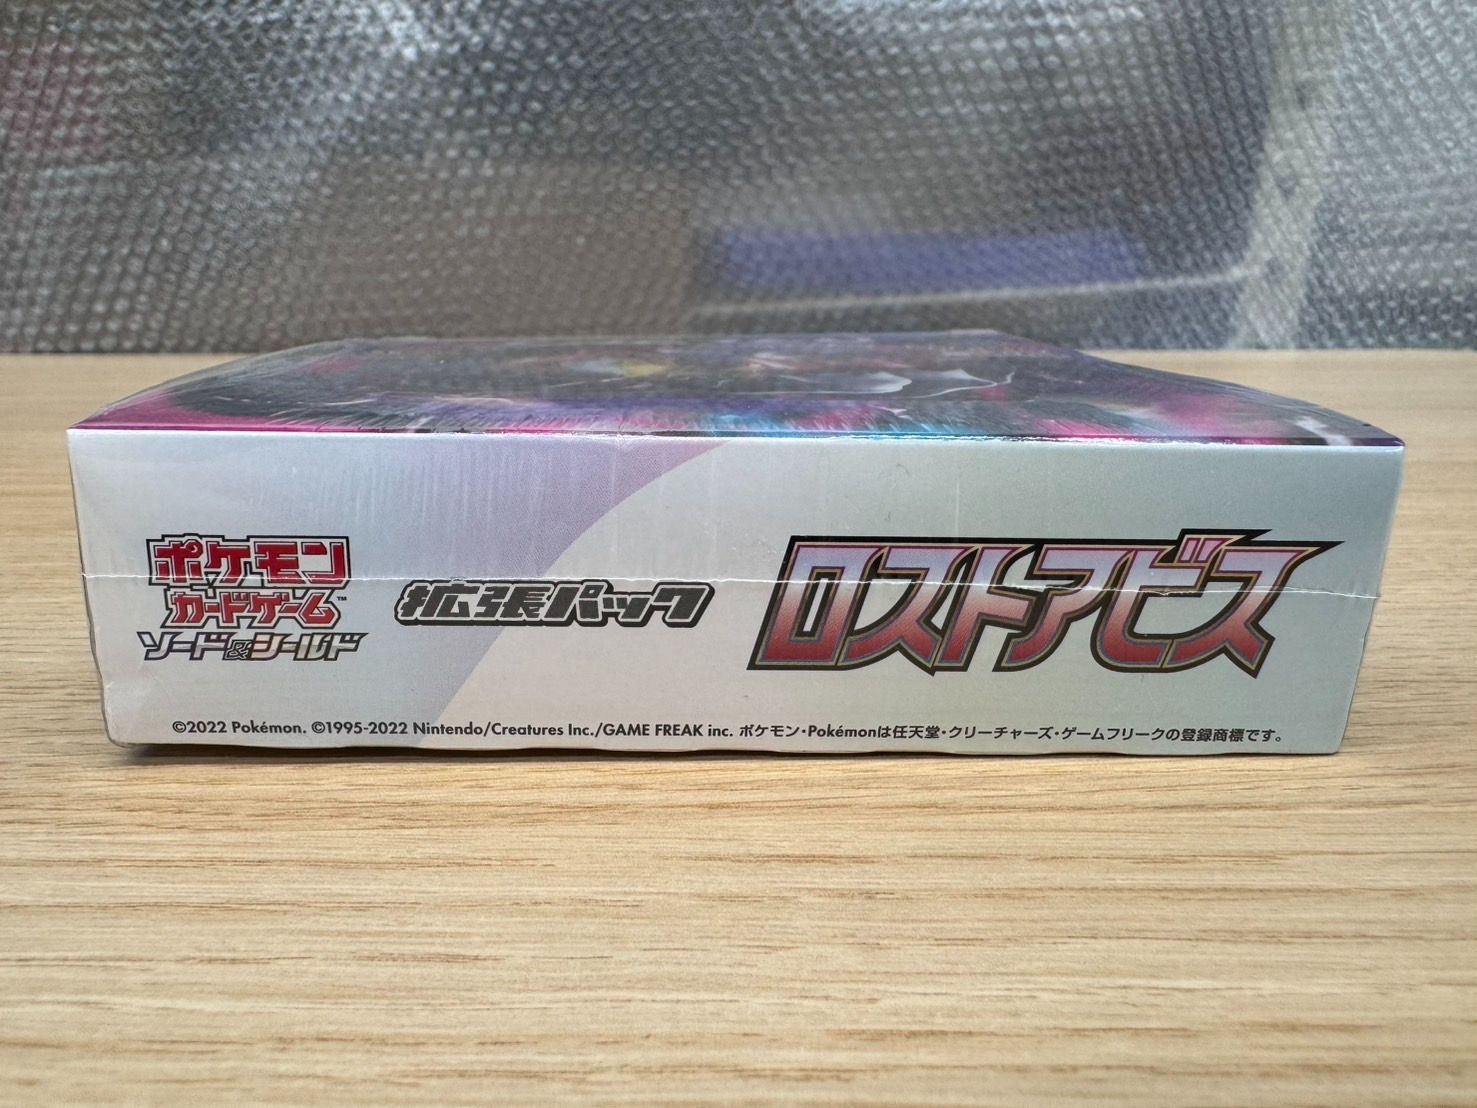 ポケモン
カードゲーム™
ソード&シールド
拡張パック
ロストアビス
©2022 Pokémon. ©1995-2022 Nintendo/Creatures Inc./GAME FREAK inc. ポケモン・Pokémonは任天堂・クリーチャーズ・ゲームフリークの登録商標です。